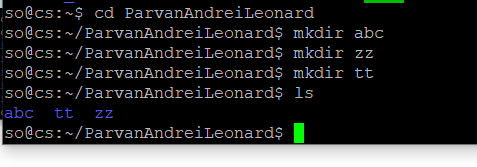 so@cs:~$ cd ParvanAndreiLeonard
so@cs:~/ParvanAndreiLeonard$ mkdir abc
so@cs:~/ParvanAndreiLeonard$ mkdir zz
so@cs:~/ParvanAndreiLeonard$ mkdir tt
so@cs:~/ParvanAndreiLeonard$ ls
abc  tt  zz
so@cs:~/ParvanAndreiLeonard$